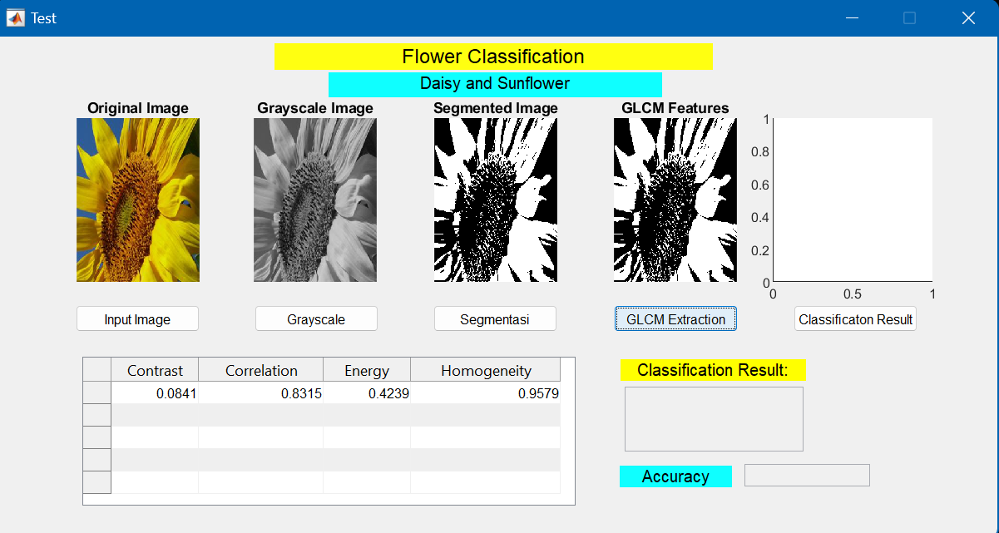 Test
Flower Classification
Daisy and Sunflower
Original Image
Grayscale Image
Segmented Image
GLCM Features
1
0.8
0.6
0.4
0.2
0
0 0.5 1
Input Image
Grayscale
Segmentasi
GLCM Extraction
Classificaton Result
Contrast Correlation Energy Homogeneity
0.0841 0.8315 0.4239 0.9579
Classification Result:
Accuracy